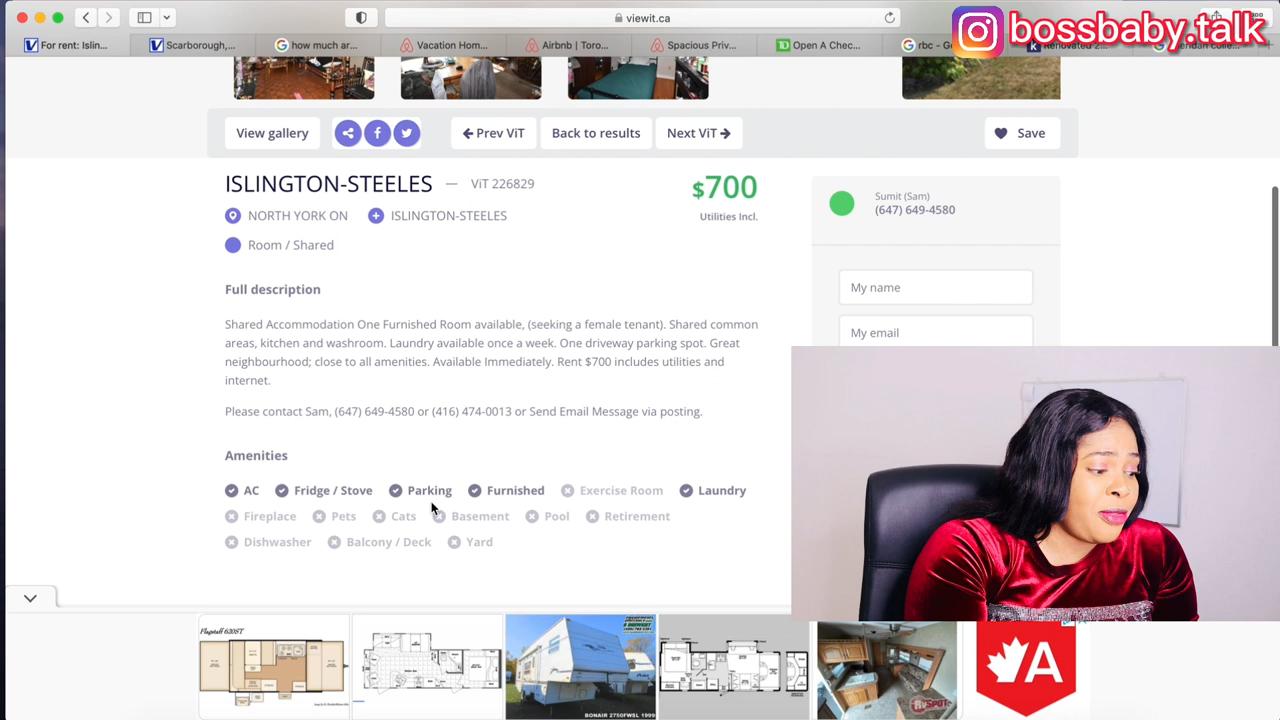 viewit.ca
bossbaby.talk
For rent: Islin...
Scarborough,...
how much ar...
Vacation Hom...
Airbnb | Toro...
Spacious Priv...
Open A Chec...
View gallery
Prev ViT
Back to results
Next ViT
Save
ISLINGTON-STEELES — ViT 226829
$700
Utilities Incl.
NORTH YORK ON
ISLINGTON-STEELES
Room / Shared
Sumit (Sam)
(647) 649-4580
My name
My email
Full description
Shared Accommodation One Furnished Room available, (seeking a female tenant). Shared common
areas, kitchen and washroom. Laundry available once a week. One driveway parking spot. Great
neighbourhood; close to all amenities. Available Immediately. Rent $700 includes utilities and
internet.
Please contact Sam, (647) 649-4580 or (416) 474-0013 or Send Email Message via posting.
Amenities
AC Fridge / Stove Parking Furnished Exercise Room Laundry
Fireplace Pets Cats Basement Pool Retirement
Dishwasher Balcony / Deck Yard
Flagstaff 620ST
BONAIR 2750FWSL 1999
RVSPOT
A